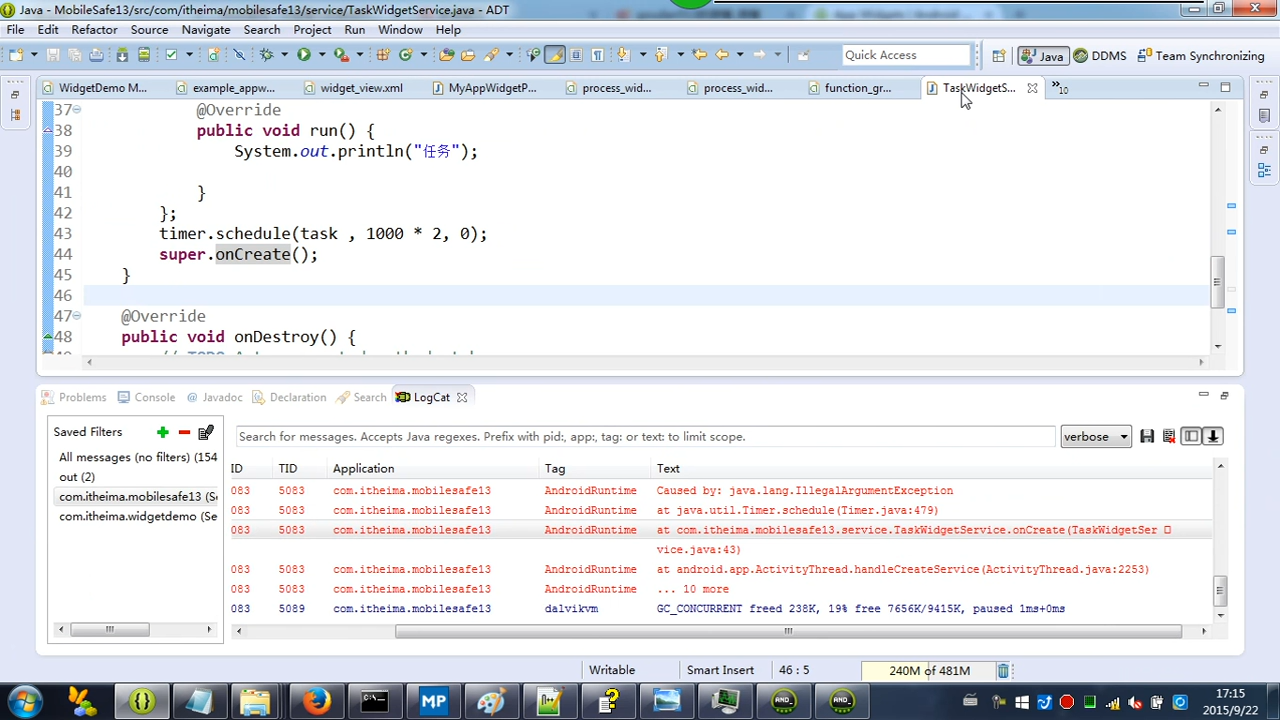 Java - MobileSafe13/src/com/itheima/mobilesafe13/service/TaskWidgetService.java - ADT
File Edit Refactor Source Navigate Search Project Run Window Help
Quick Access Java DDMS Team Synchronizing
WidgetDemo M... example_appw... widget_view.xml MyAppWidgetP... process_wid... process_wid... function_gr... TaskWidgetS... »10
37 @Override
38 public void run() {
39 System.out.println("任务");
40
41 }
42 };
43 timer.schedule(task , 1000 * 2, 0);
44 super.onCreate();
45 }
46
47 @Override
48 public void onDestroy() {
Problems Console Javadoc Declaration Search LogCat
Saved Filters
Search for messages. Accepts Java regexes. Prefix with pid:, app:, tag: or text: to limit scope. verbose
All messages (no filters) (154
out (2)
com.itheima.mobilesafe13 (Se
com.itheima.widgetdemo (Se
ID TID Application Tag Text
083 5083 com.itheima.mobilesafe13 AndroidRuntime Caused by: java.lang.IllegalArgumentException
083 5083 com.itheima.mobilesafe13 AndroidRuntime at java.util.Timer.schedule(Timer.java:479)
083 5083 com.itheima.mobilesafe13 AndroidRuntime at com.itheima.mobilesafe13.service.TaskWidgetService.onCreate(TaskWidgetSer
vice.java:43)
083 5083 com.itheima.mobilesafe13 AndroidRuntime at android.app.ActivityThread.handleCreateService(ActivityThread.java:2253)
083 5083 com.itheima.mobilesafe13 AndroidRuntime ... 10 more
083 5089 com.itheima.mobilesafe13 dalvikvm GC_CONCURRENT freed 238K, 19% free 7656K/9415K, paused 1ms+0ms
Writable Smart Insert 46 : 5 240M of 481M
MP
17:15
2015/9/22